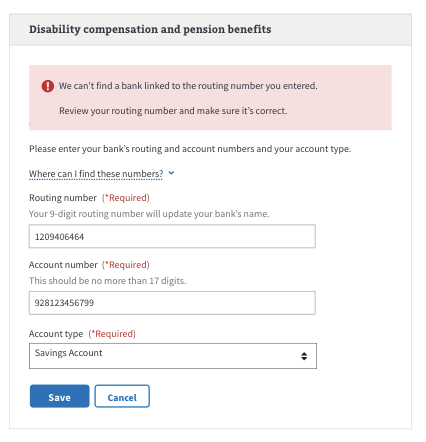 Disability compensation and pension benefits
We can't find a bank linked to the routing number you entered.
Review your routing number and make sure it's correct.
Please enter your bank's routing and account numbers and your account type.
Where can I find these numbers?
Routing number (*Required)
Your 9-digit routing number will update your bank's name.
1209406464
Account number (*Required)
This should be no more than 17 digits.
928123456799
Account type (*Required)
Savings Account
Save Cancel